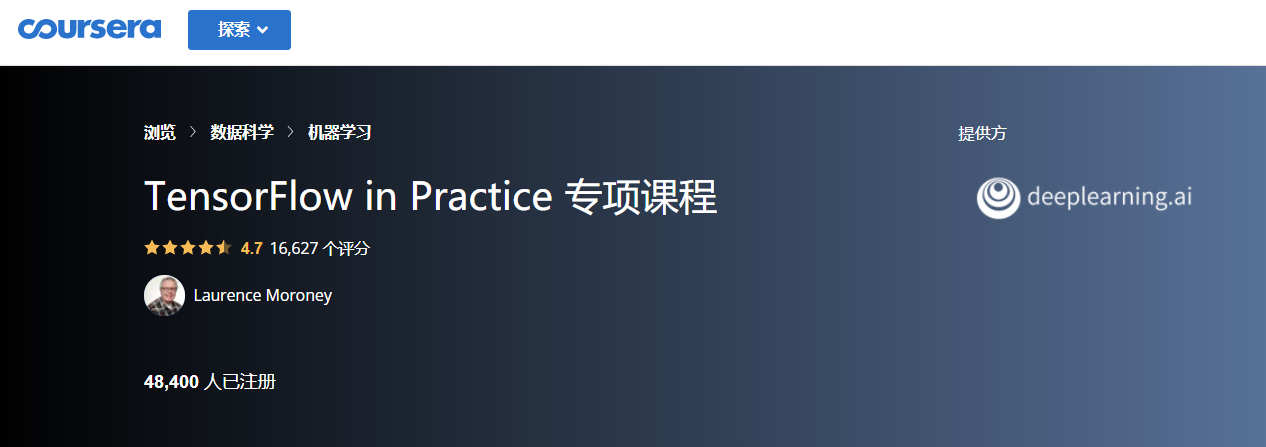 coursera
探索
浏览 > 数据科学 > 机器学习
提供方
TensorFlow in Practice 专项课程
deeplearning.ai
4.7 16,627 个评分
Laurence Moroney
48,400 人已注册